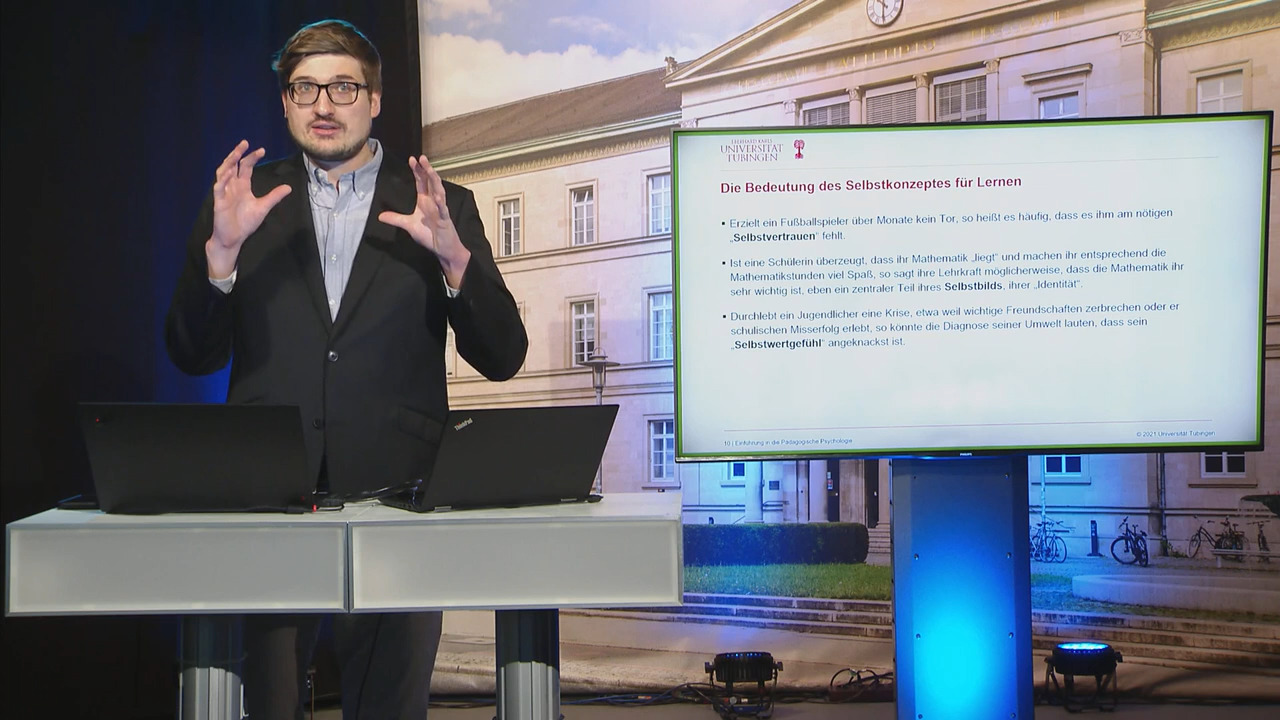 EBERHARD KARLS
UNIVERSITÄT
TÜBINGEN
Die Bedeutung des Selbstkonzeptes für Lernen
▪ Erzielt ein Fußballspieler über Monate kein Tor, so heißt es häufig, dass es ihm am nötigen
„Selbstvertrauen“ fehlt.
▪ Ist eine Schülerin überzeugt, dass ihr Mathematik „liegt“ und machen ihr entsprechend die
Mathematikstunden viel Spaß, so sagt ihre Lehrkraft möglicherweise, dass die Mathematik ihr
sehr wichtig ist, eben ein zentraler Teil ihres Selbstbilds, ihrer „Identität“.
▪ Durchlebt ein Jugendlicher eine Krise, etwa weil wichtige Freundschaften zerbrechen oder er
schulischen Misserfolg erlebt, so könnte die Diagnose seiner Umwelt lauten, dass sein
„Selbstwertgefühl“ angeknackst ist.
10 | Einführung in die Pädagogische Psychologie
© 2021 Universität Tübingen
PHILIPS
ThinkPad